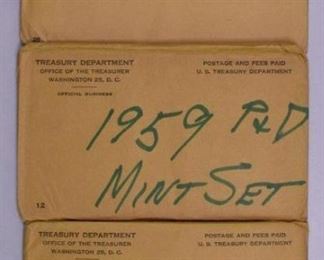 TREASURY DEPARTMENT
OFFICE OF THE TREASURER
WASHINGTON 25, D. C.
OFFICIAL BUSINESS
POSTAGE AND FEES PAID
U. S. TREASURY DEPARTMENT
1959 P&D
MINT SET
12
TREASURY DEPARTMENT
OFFICE OF THE TREASURER
WASHINGTON 25, D. C.
POSTAGE AND FEES PAID
U. S. TREASURY DEPARTMENT